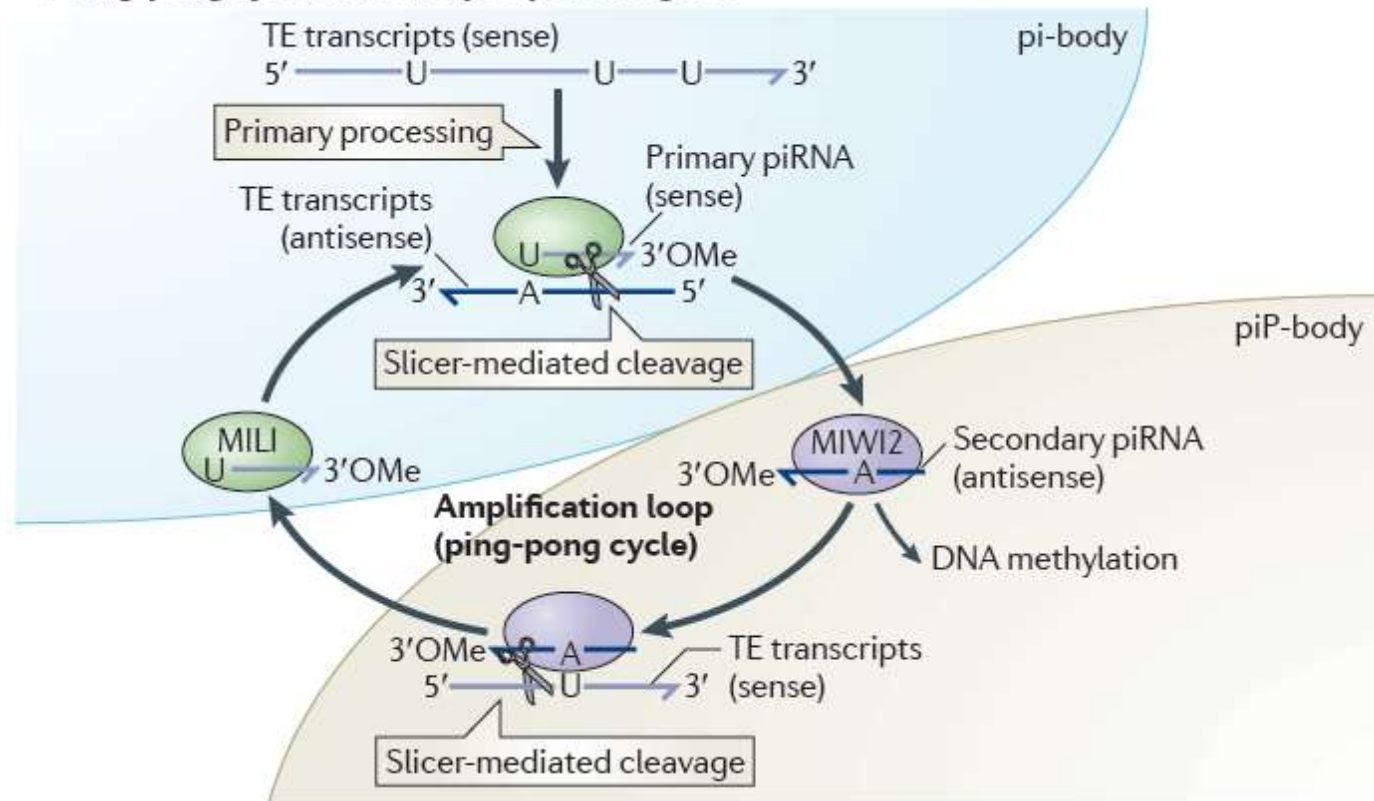 TE transcripts (sense)
pi-body
5′ U U U 3′
Primary processing
Primary piRNA
(sense)
TE transcripts
(antisense)
U 3′OMe
3′ A 5′
Slicer-mediated cleavage
piP-body
MILI
U 3′OMe
MIWI2
3′OMe A
Secondary piRNA
(antisense)
Amplification loop
(ping-pong cycle)
DNA methylation
3′OMe A
5′ U 3′
TE transcripts
(sense)
Slicer-mediated cleavage